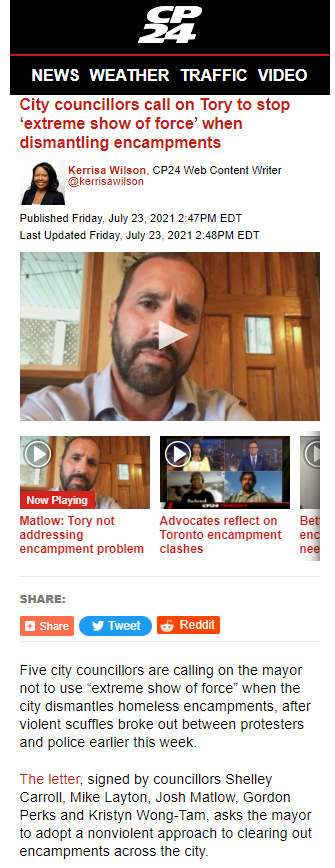 CP
24
NEWS WEATHER TRAFFIC VIDEO
City councillors call on Tory to stop
‘extreme show of force’ when
dismantling encampments
Kerrisa Wilson, CP24 Web Content Writer
@kerrisawilson
Published Friday, July 23, 2021 2:47PM EDT
Last Updated Friday, July 23, 2021 2:48PM EDT
Now Playing
Matlow: Tory not
addressing
encampment problem
Advocates reflect on
Toronto encampment
clashes
SHARE:
Share Tweet Reddit
Five city councillors are calling on the mayor
not to use “extreme show of force” when the
city dismantles homeless encampments, after
violent scuffles broke out between protesters
and police earlier this week.
The letter, signed by councillors Shelley
Carroll, Mike Layton, Josh Matlow, Gordon
Perks and Kristyn Wong-Tam, asks the mayor
to adopt a nonviolent approach to clearing out
encampments across the city.